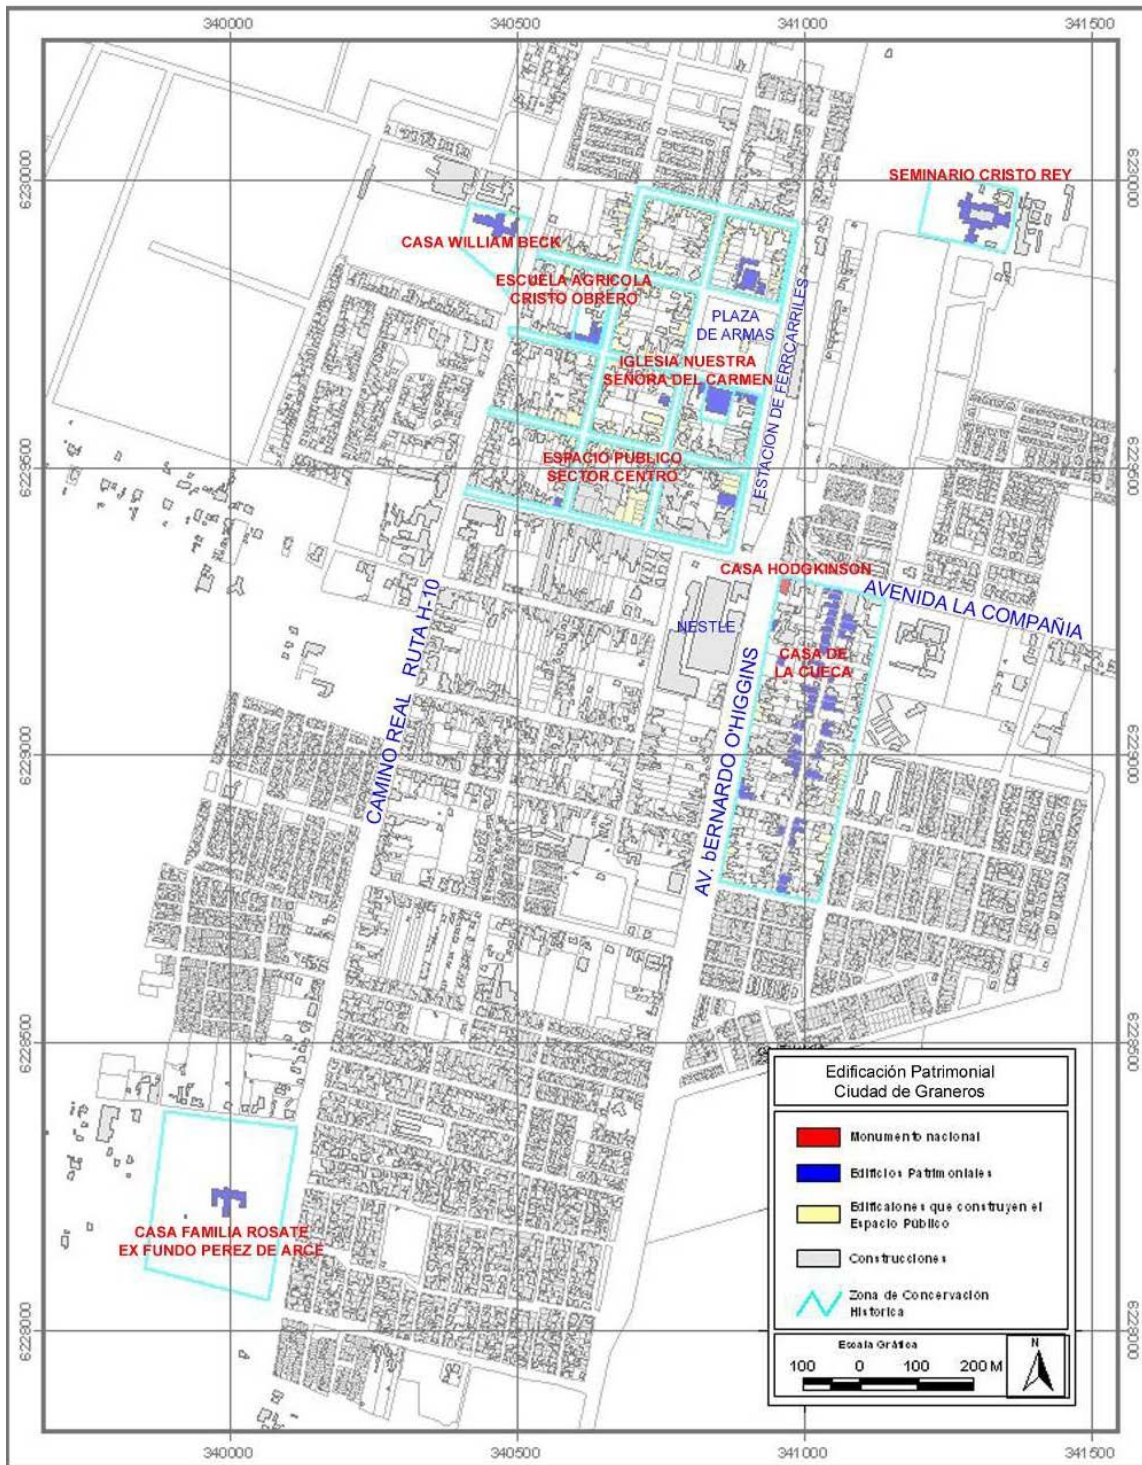 340000 340500 341000 341500
6230000 6230000
SEMINARIO CRISTO REY
CASA WILLIAM BECK
ESCUELA AGRICOLA
CRISTO OBRERO
PLAZA
DE ARMAS
ESTACION DE FERRCARRILES
IGLESIA NUESTRA
SEÑORA DEL CARMEN
ESPACIO PUBLICO
SECTOR CENTRO
6229500 6229500
CASA HODGKINSON
AVENIDA LA COMPAÑIA
NESTLE
CASA DE
LA CUECA
CAMINO REAL RUTA H-10
AV. bERNARDO O'HIGGINS
6229000 6229000
6228500 6228500
CASA FAMILIA ROSATE
EX FUNDO PEREZ DE ARCE
6228000 6228000
Edificación Patrimonial
Ciudad de Graneros
Monumento nacional
Edificios Patrimoniales
Edificaiones que construyen el
Espacio Público
Construcciones
Zona de Concervación
Historica
Escala Gráfica
100 0 100 200 M
N
340000 340500 341000 341500